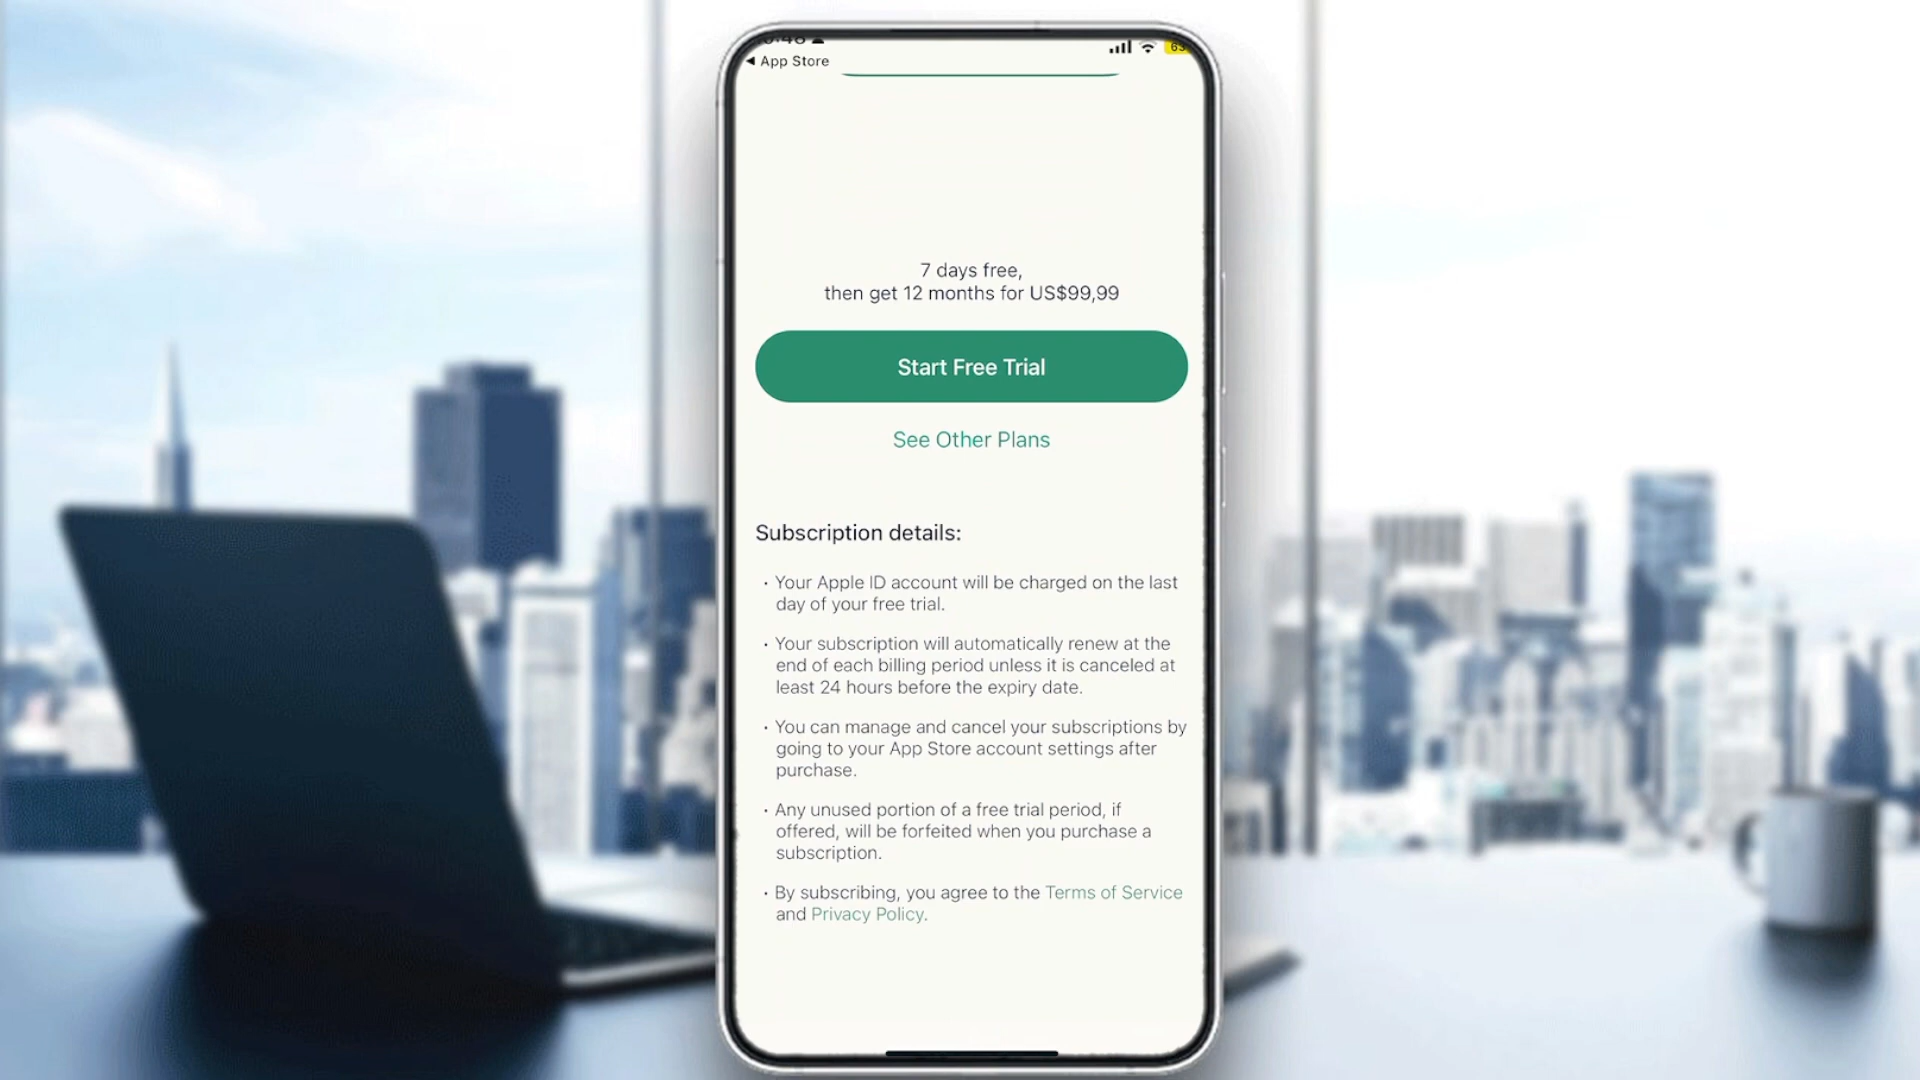 App Store
63
7 days free,
then get 12 months for US$99,99
Start Free Trial
See Other Plans
Subscription details:
· Your Apple ID account will be charged on the last
day of your free trial.
· Your subscription will automatically renew at the
end of each billing period unless it is canceled at
least 24 hours before the expiry date.
· You can manage and cancel your subscriptions by
going to your App Store account settings after
purchase.
· Any unused portion of a free trial period, if
offered, will be forfeited when you purchase a
subscription.
· By subscribing, you agree to the Terms of Service
and Privacy Policy.